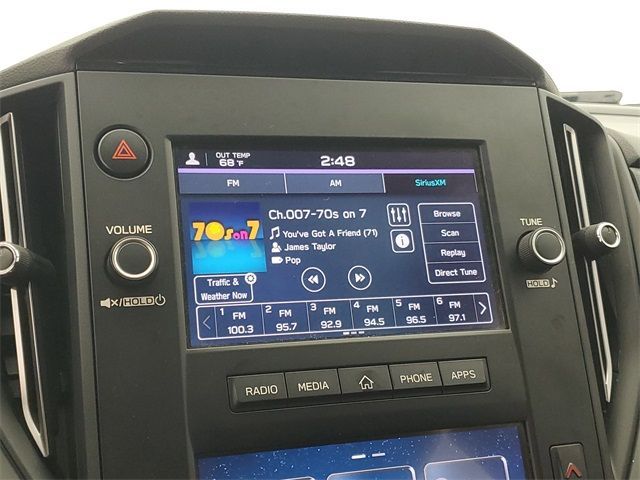 OUT TEMP
68°F
2:48
FM AM SiriusXM
70s on 7
Ch.007-70s on 7
You've Got A Friend (71)
James Taylor
Pop
Traffic &
Weather Now
Browse
Scan
Replay
Direct Tune
1 FM 100.3
2 FM 95.7
3 FM 92.9
4 FM 94.5
5 FM 96.5
6 FM 97.1
VOLUME
HOLD
TUNE
HOLD
RADIO MEDIA PHONE APPS